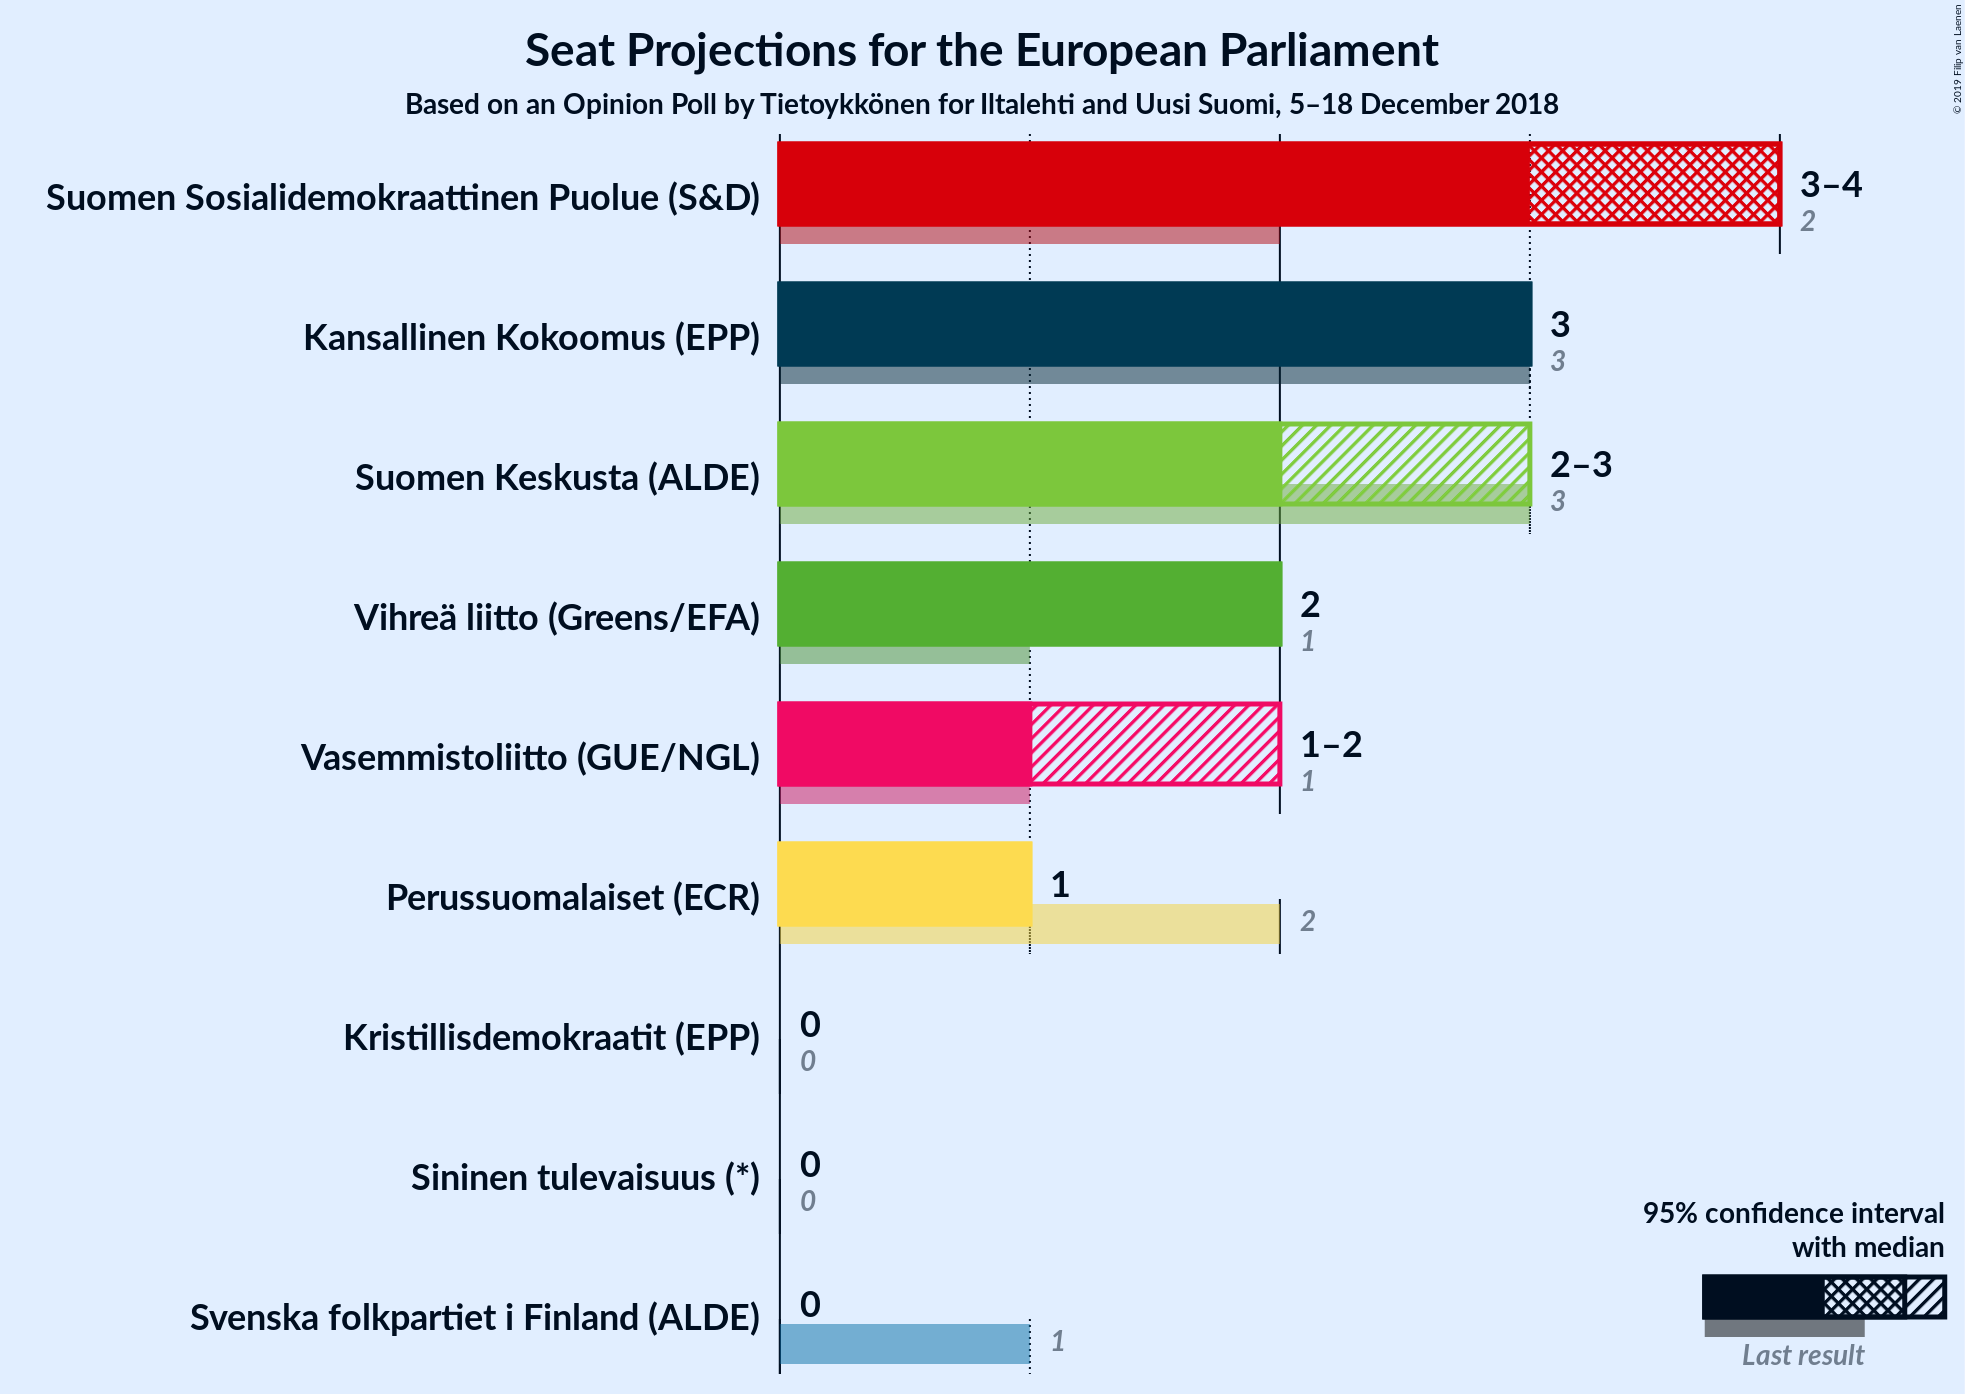 Seat Projections for the European Parliament
Based on an Opinion Poll by Tietoykkönen for Iltalehti and Uusi Suomi, 5–18 December 2018
© 2019 Filip van Laenen
Suomen Sosialidemokraattinen Puolue (S&D)
3–4
2
Kansallinen Kokoomus (EPP)
3
3
Suomen Keskusta (ALDE)
2–3
3
Vihreä liitto (Greens/EFA)
2
1
Vasemmistoliitto (GUE/NGL)
1–2
1
Perussuomalaiset (ECR)
1
2
Kristillisdemokraatit (EPP)
0
0
Sininen tulevaisuus (*)
0
0
Svenska folkpartiet i Finland (ALDE)
0
1
95% confidence interval
with median
Last result